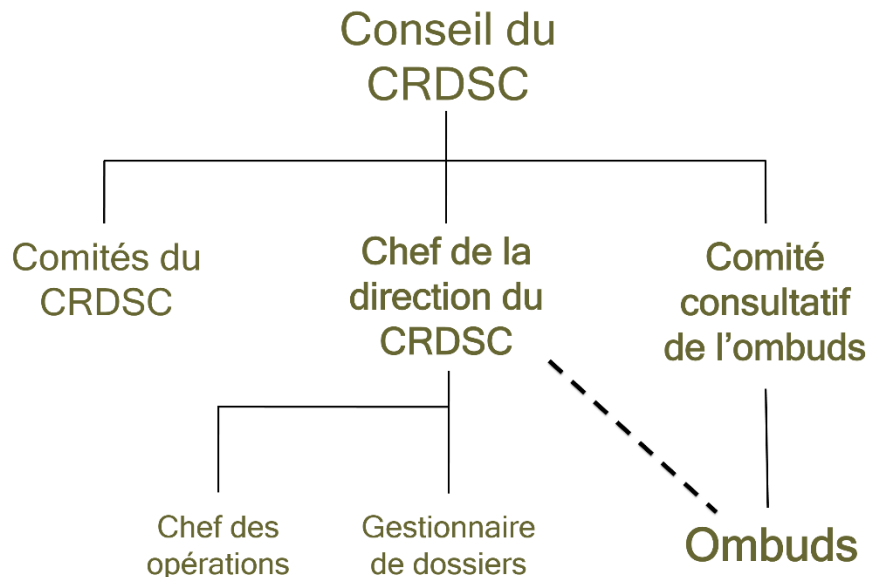 Conseil du
CRDSC
Comités du
CRDSC
Chef de la
direction du
CRDSC
Comité
consultatif
de l’ombuds
Chef des
opérations
Gestionnaire
de dossiers
Ombuds